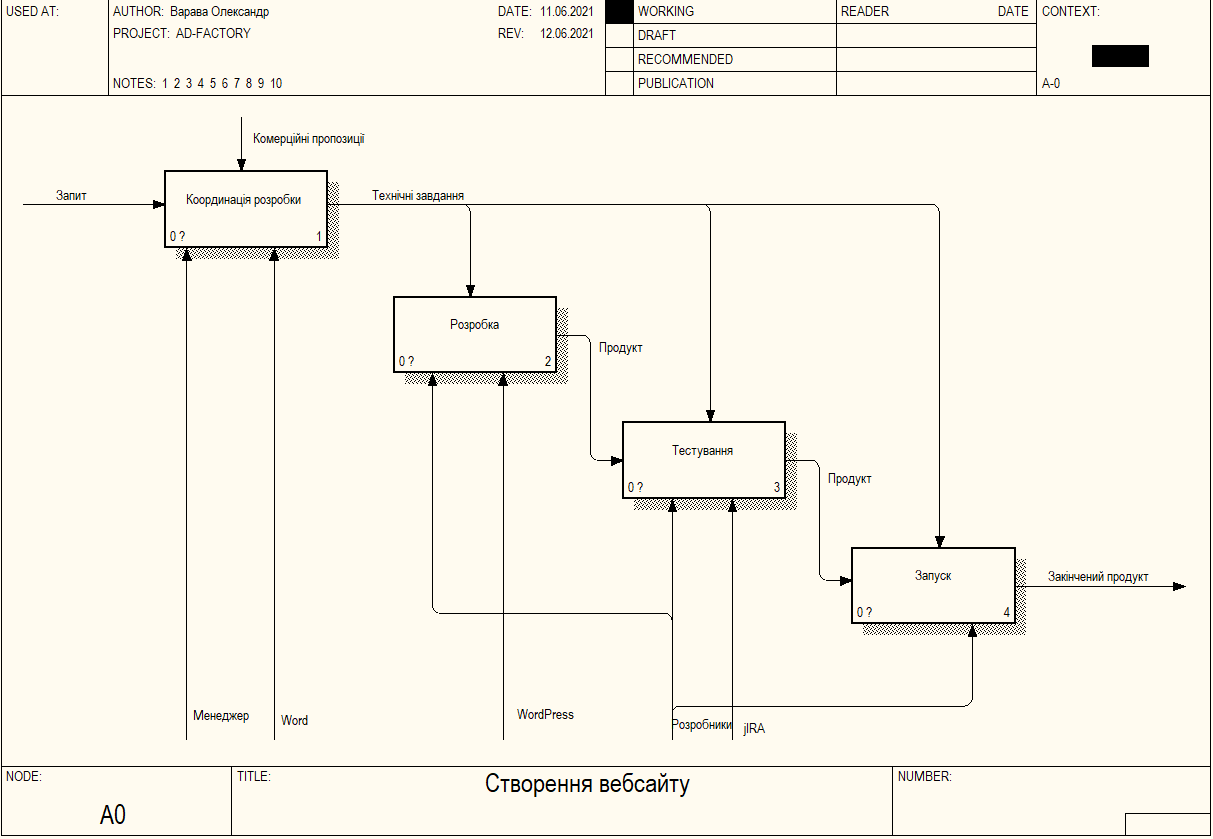 USED AT:
AUTHOR: Варава Олександр
DATE: 11.06.2021
WORKING
READER
DATE
CONTEXT:
PROJECT: AD-FACTORY
REV: 12.06.2021
DRAFT
RECOMMENDED
NOTES: 1 2 3 4 5 6 7 8 9 10
PUBLICATION
A-0
Комерційні пропозиції
Запит
Координація розробки
0 ?
1
Технічні завдання
Розробка
0 ?
2
Продукт
Тестування
0 ?
3
Продукт
Запуск
0 ?
4
Закінчений продукт
Менеджер
Word
WordPress
Розробники
jIRA
NODE:
TITLE:
Створення вебсайту
NUMBER:
A0